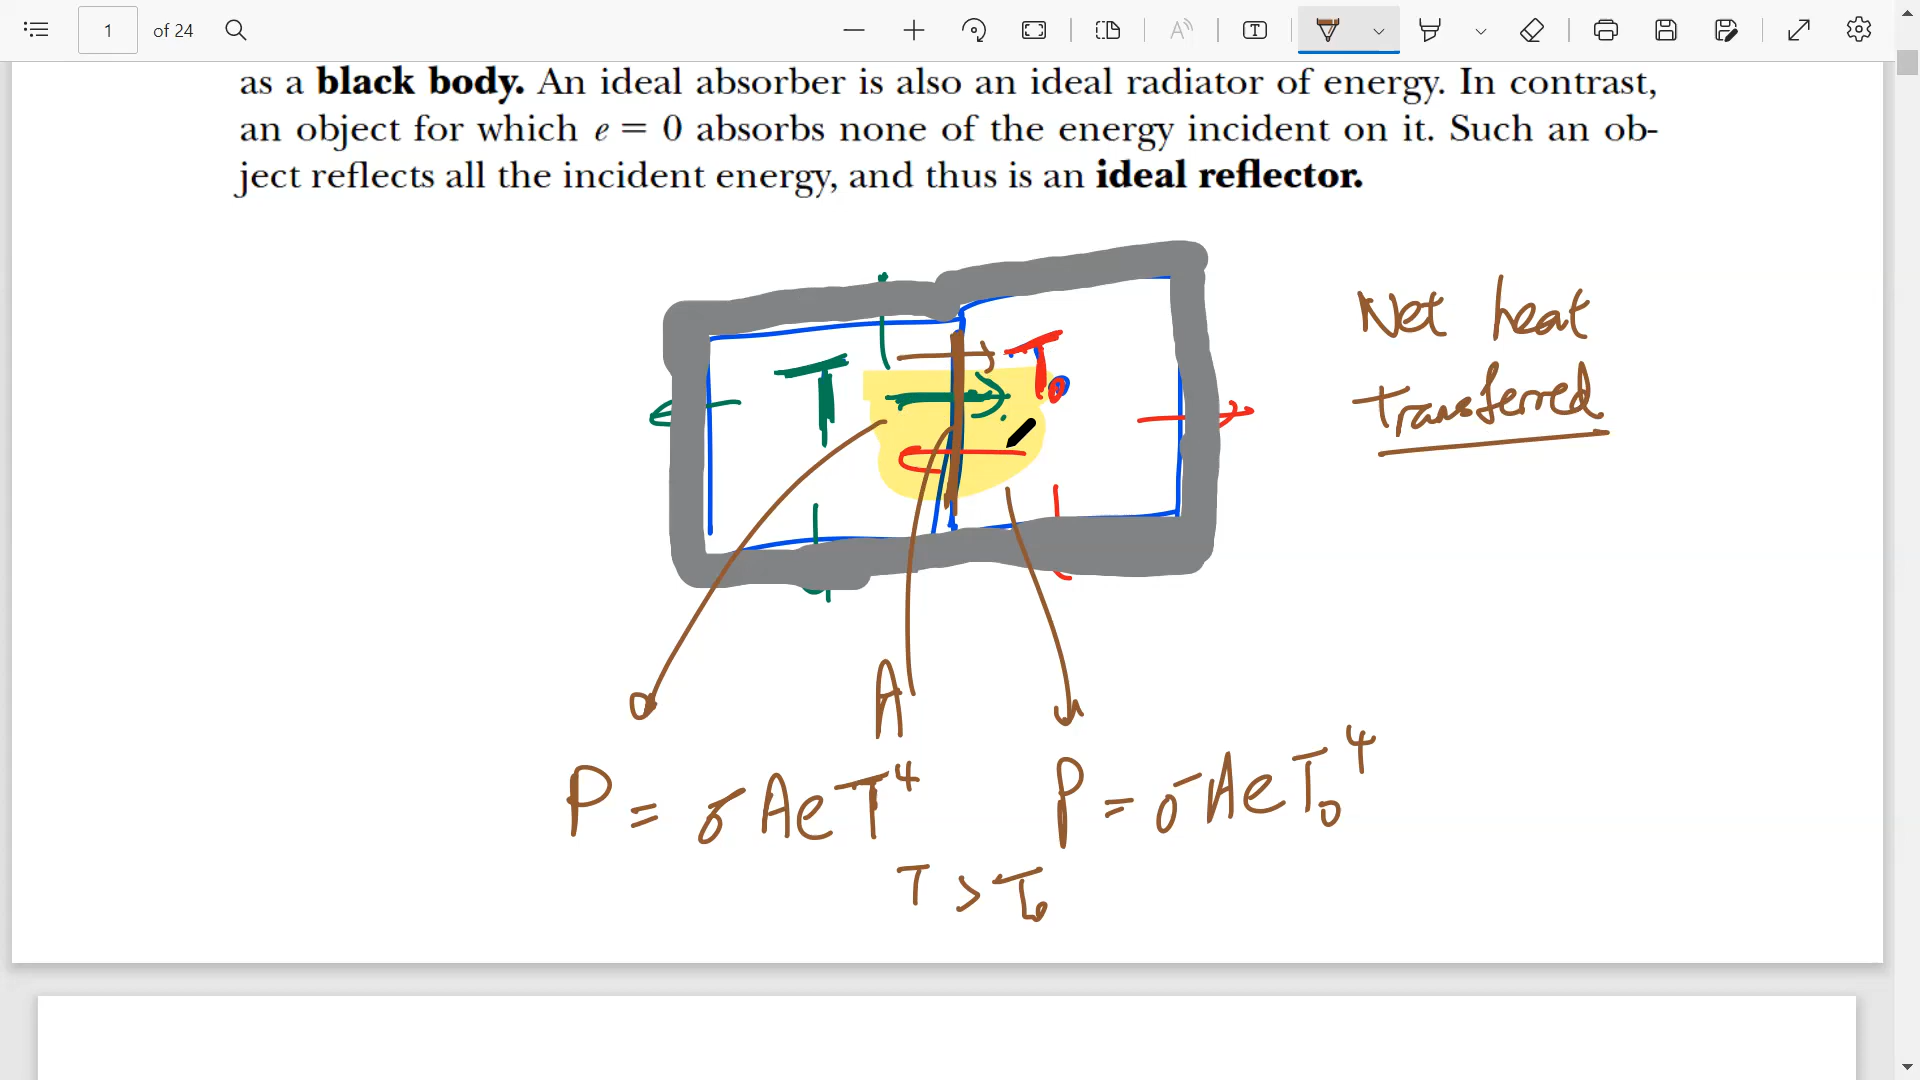 1 of 24
as a black body. An ideal absorber is also an ideal radiator of energy. In contrast,
an object for which e = 0 absorbs none of the energy incident on it. Such an ob-
ject reflects all the incident energy, and thus is an ideal reflector.
Net heat
Transferred
T T₀
A
P = σAeT⁴ P = σAeT₀⁴
T > T₀